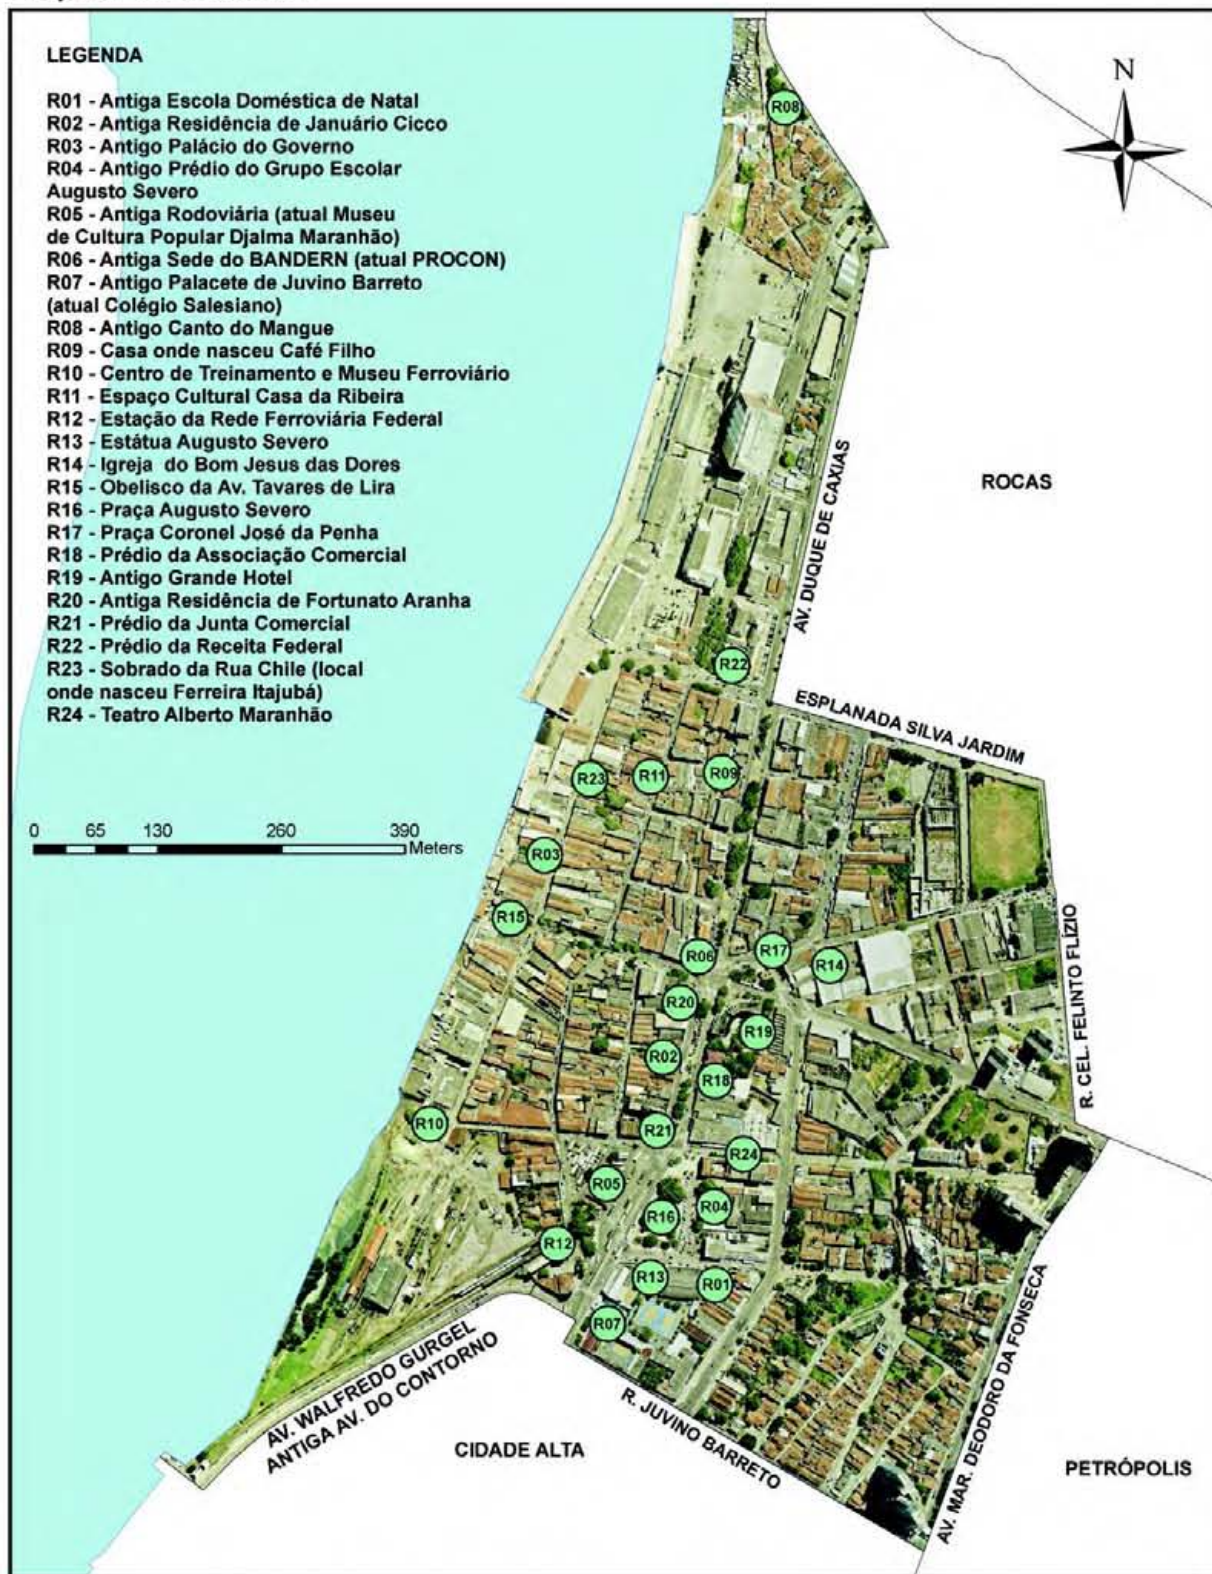 LEGENDA
R01 - Antiga Escola Doméstica de Natal
R02 - Antiga Residência de Januário Cicco
R03 - Antigo Palácio do Governo
R04 - Antigo Prédio do Grupo Escolar
Augusto Severo
R05 - Antiga Rodoviária (atual Museu
de Cultura Popular Djalma Maranhão)
R06 - Antiga Sede do BANDERN (atual PROCON)
R07 - Antigo Palacete de Juvino Barreto
(atual Colégio Salesiano)
R08 - Antigo Canto do Mangue
R09 - Casa onde nasceu Café Filho
R10 - Centro de Treinamento e Museu Ferroviário
R11 - Espaço Cultural Casa da Ribeira
R12 - Estação da Rede Ferroviária Federal
R13 - Estátua Augusto Severo
R14 - Igreja do Bom Jesus das Dores
R15 - Obelisco da Av. Tavares de Lira
R16 - Praça Augusto Severo
R17 - Praça Coronel José da Penha
R18 - Prédio da Associação Comercial
R19 - Antigo Grande Hotel
R20 - Antiga Residência de Fortunato Aranha
R21 - Prédio da Junta Comercial
R22 - Prédio da Receita Federal
R23 - Sobrado da Rua Chile (local
onde nasceu Ferreira Itajubá)
R24 - Teatro Alberto Maranhão
0 65 130 260 390
Meters
N
R08
ROCAS
AV. DUQUE DE CAXIAS
R22
ESPLANADA SILVA JARDIM
R23 R11 R09
R03
R15
R06 R17 R14
R20
R19
R02
R18
R. CEL. FELINTO FLÍZIO
R10
R21
R24
R05
R04
R16
R12
R13 R01
R07
AV. WALFREDO GURGEL
ANTIGA AV. DO CONTORNO
R. JUVINO BARRETO
AV. MAR. DEODORO DA FONSECA
CIDADE ALTA
PETRÓPOLIS